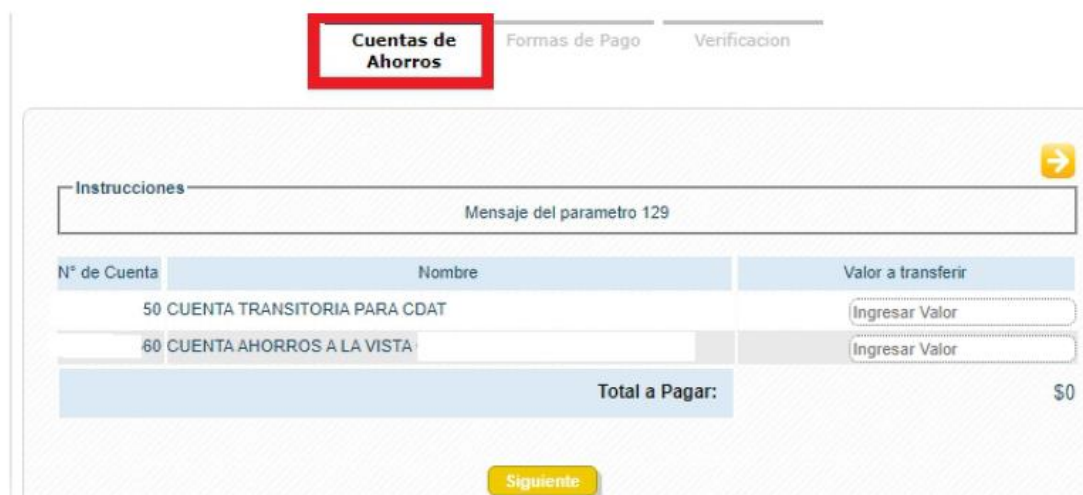 Cuentas de Ahorros
Formas de Pago
Verificacion
Instrucciones
Mensaje del parametro 129
N° de Cuenta Nombre Valor a transferir
50 CUENTA TRANSITORIA PARA CDAT Ingresar Valor
60 CUENTA AHORROS A LA VISTA Ingresar Valor
Total a Pagar: $0
Siguiente